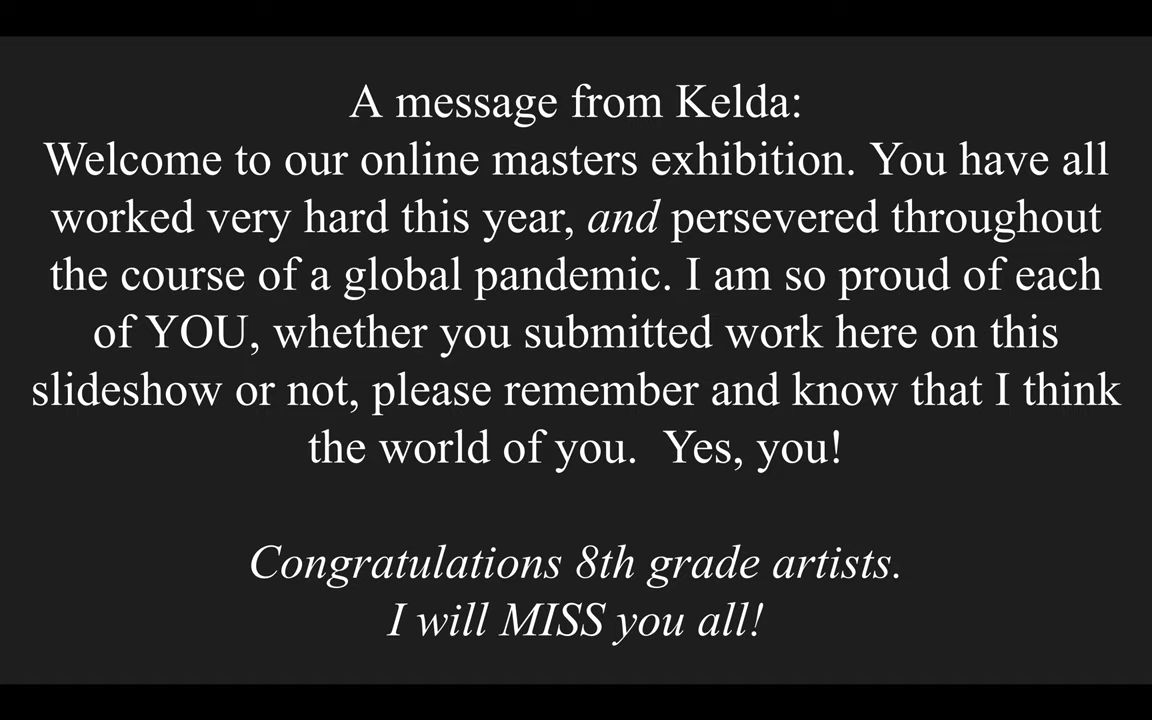 A message from Kelda:
Welcome to our online masters exhibition. You have all
worked very hard this year, and persevered throughout
the course of a global pandemic. I am so proud of each
of YOU, whether you submitted work here on this
slideshow or not, please remember and know that I think
the world of you.  Yes, you!
Congratulations 8th grade artists.
I will MISS you all!